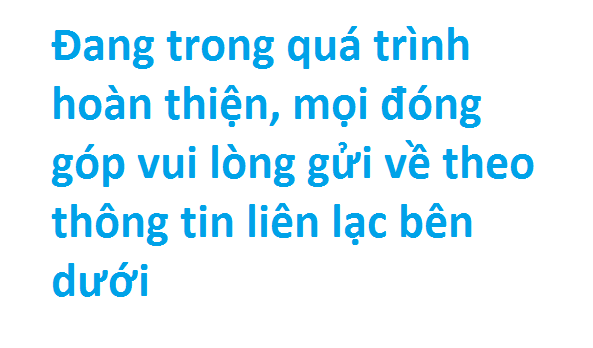 Đang trong quá trình
hoàn thiện, mọi đóng
góp vui lòng gửi về theo
thông tin liên lạc bên
dưới